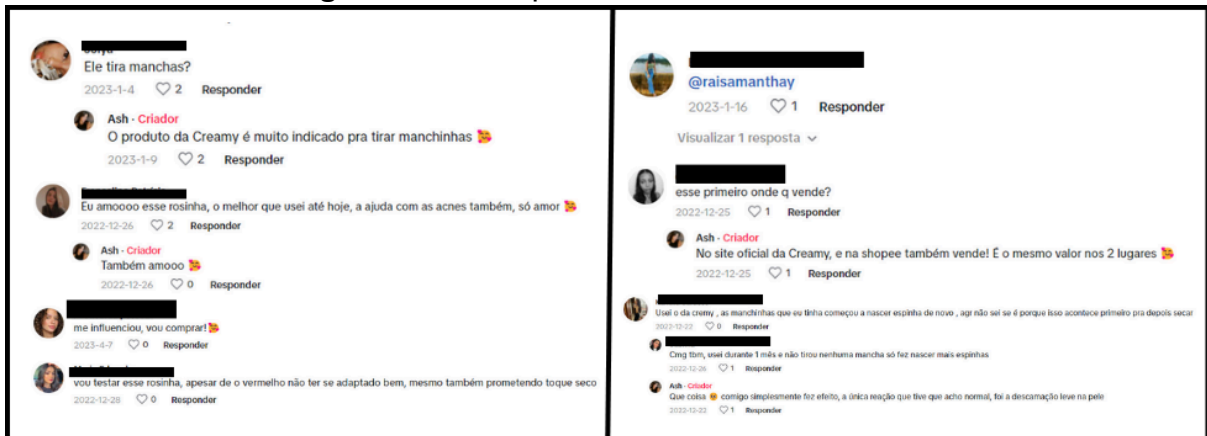 Ele tira manchas?
2023-1-4 2 Responder
Ash · Criador
O produto da Creamy é muito indicado pra tirar manchinhas 🥰
2023-1-9 2 Responder
Eu amoooo esse rosinha, o melhor que usei até hoje, a ajuda com as acnes também, só amor 🥰
2022-12-26 2 Responder
Ash · Criador
Também amooo 🥰
2022-12-26 0 Responder
me influenciou, vou comprar!🥰
2023-4-7 0 Responder
vou testar esse rosinha, apesar de o vermelho não ter se adaptado bem, mesmo também prometendo toque seco
2022-12-28 0 Responder
@raisamanthay
2023-1-16 1 Responder
Visualizar 1 resposta
esse primeiro onde q vende?
2022-12-25 1 Responder
Ash · Criador
No site oficial da Creamy, e na shopee também vende! É o mesmo valor nos 2 lugares 🥰
2022-12-25 1 Responder
Usei o da cremy , as manchinhas que eu tinha começou a nascer espinha de novo , agr não sei se é porque isso acontece primeiro pra depois secar
2022-12-22 0 Responder
Cmg tbm, usei durante 1 mês e não tirou nenhuma mancha só fez nascer mais espinhas
2022-12-26 1 Responder
Ash · Criador
Que coisa comigo simplesmente fez efeito, a única reação que tive que acho normal, foi a descamação leve na pele
2022-12-22 1 Responder